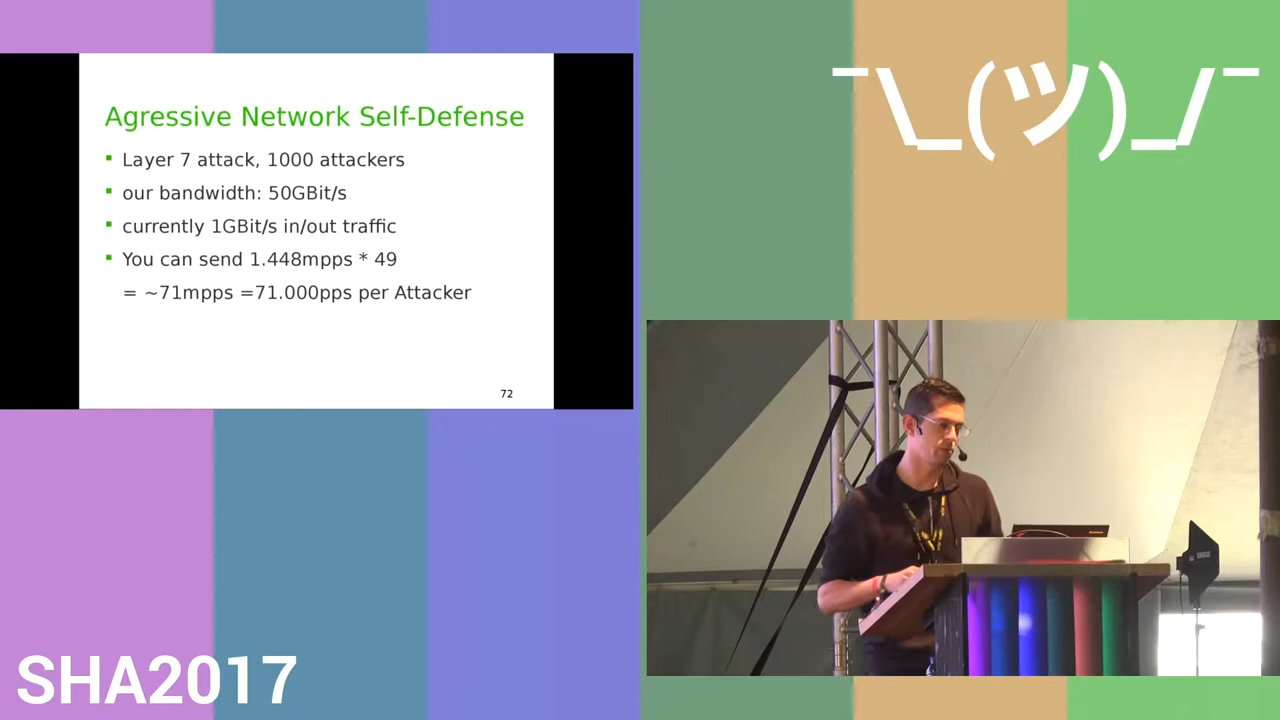 Agressive Network Self-Defense
▪ Layer 7 attack, 1000 attackers
▪ our bandwidth: 50GBit/s
▪ currently 1GBit/s in/out traffic
▪ You can send 1.448mpps * 49
= ~71mpps =71.000pps per Attacker
72
¯\_(ツ)_/¯
SHA2017